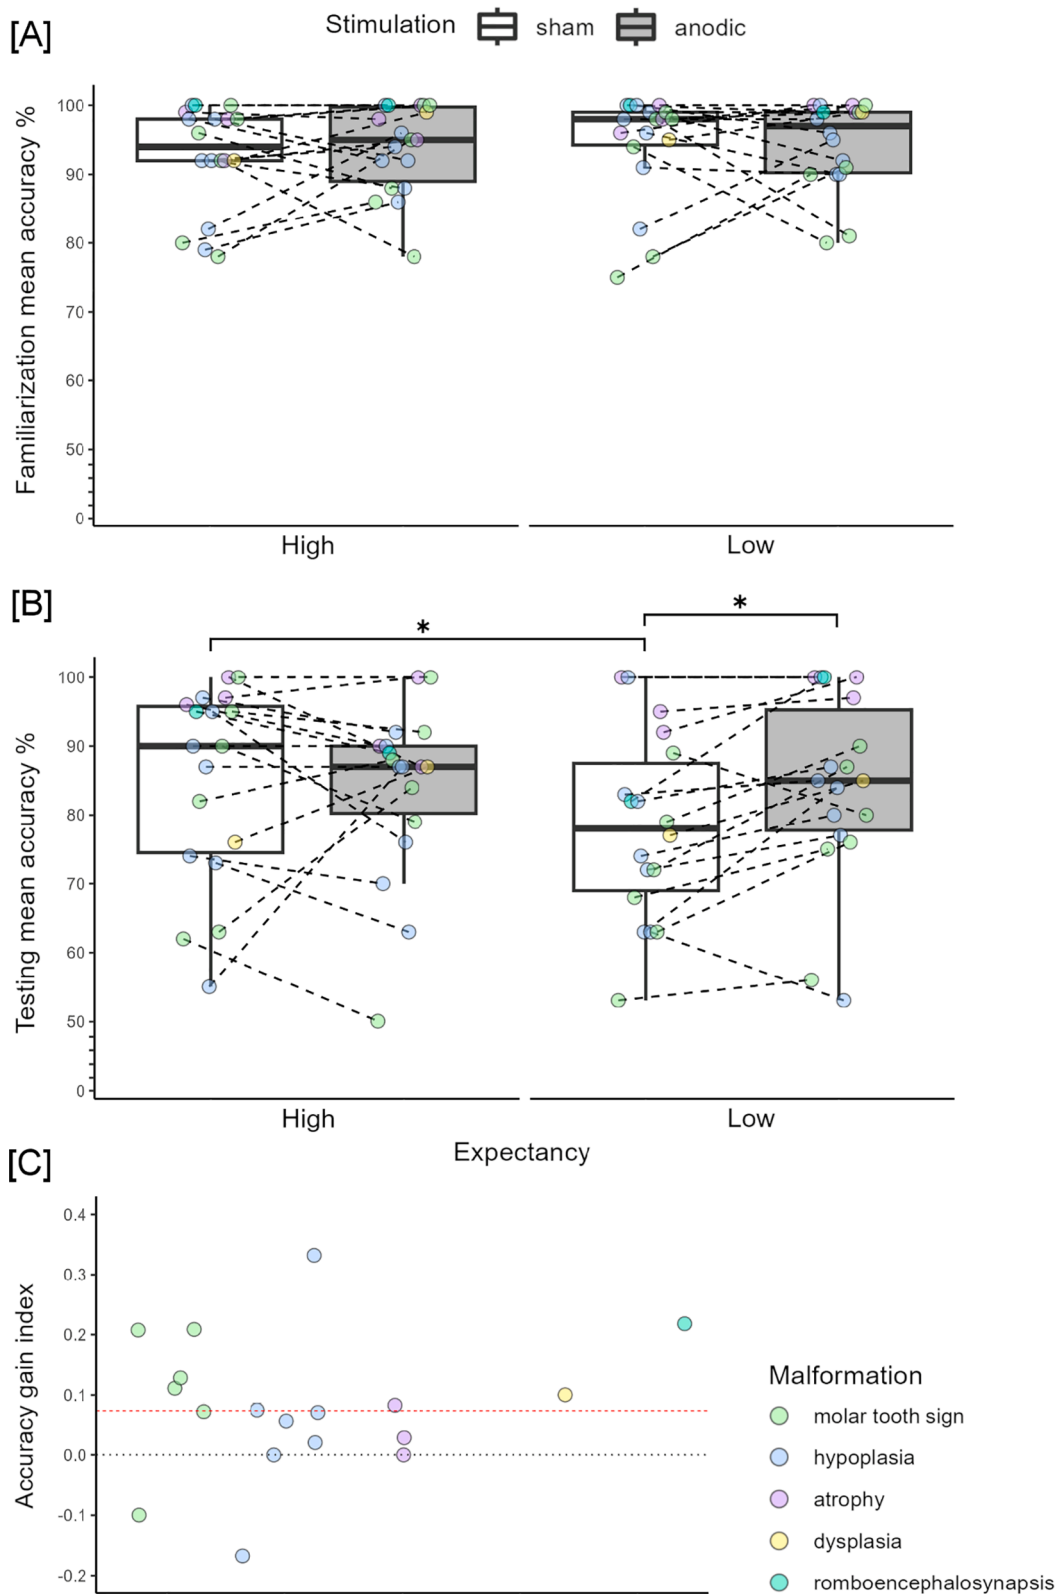 [A]
Stimulation sham anodic
Familiarization mean accuracy %
100
90
80
70
60
50
0
High Low
[B]
* *
Testing mean accuracy %
100
90
80
70
60
50
0
High Low
Expectancy
[C]
Accuracy gain index
0.4
0.3
0.2
0.1
0.0
-0.1
-0.2
Malformation
molar tooth sign
hypoplasia
atrophy
dysplasia
romboencephalosynapsis